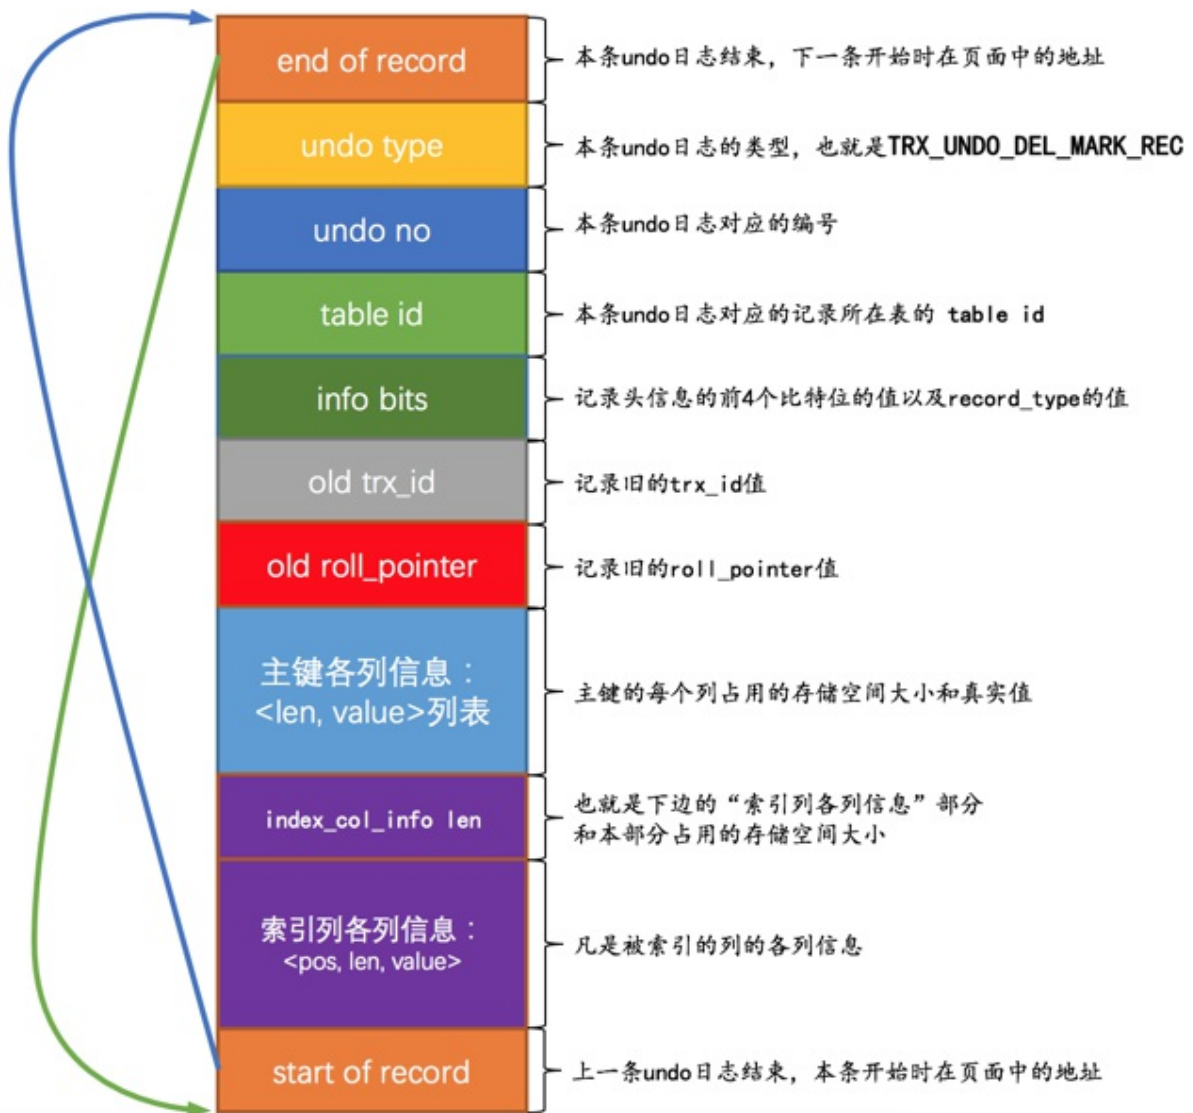 end of record
本条undo日志结束，下一条开始时在页面中的地址
undo type
本条undo日志的类型，也就是TRX_UNDO_DEL_MARK_REC
undo no
本条undo日志对应的编号
table id
本条undo日志对应的记录所在表的 table id
info bits
记录头信息的前4个比特位的值以及record_type的值
old trx_id
记录旧的trx_id值
old roll_pointer
记录旧的roll_pointer值
主键各列信息：
<len, value>列表
主键的每个列占用的存储空间大小和真实值
index_col_info len
也就是下边的“索引列各列信息”部分
和本部分占用的存储空间大小
索引列各列信息：
<pos, len, value>
凡是被索引的列的各列信息
start of record
上一条undo日志结束，本条开始时在页面中的地址